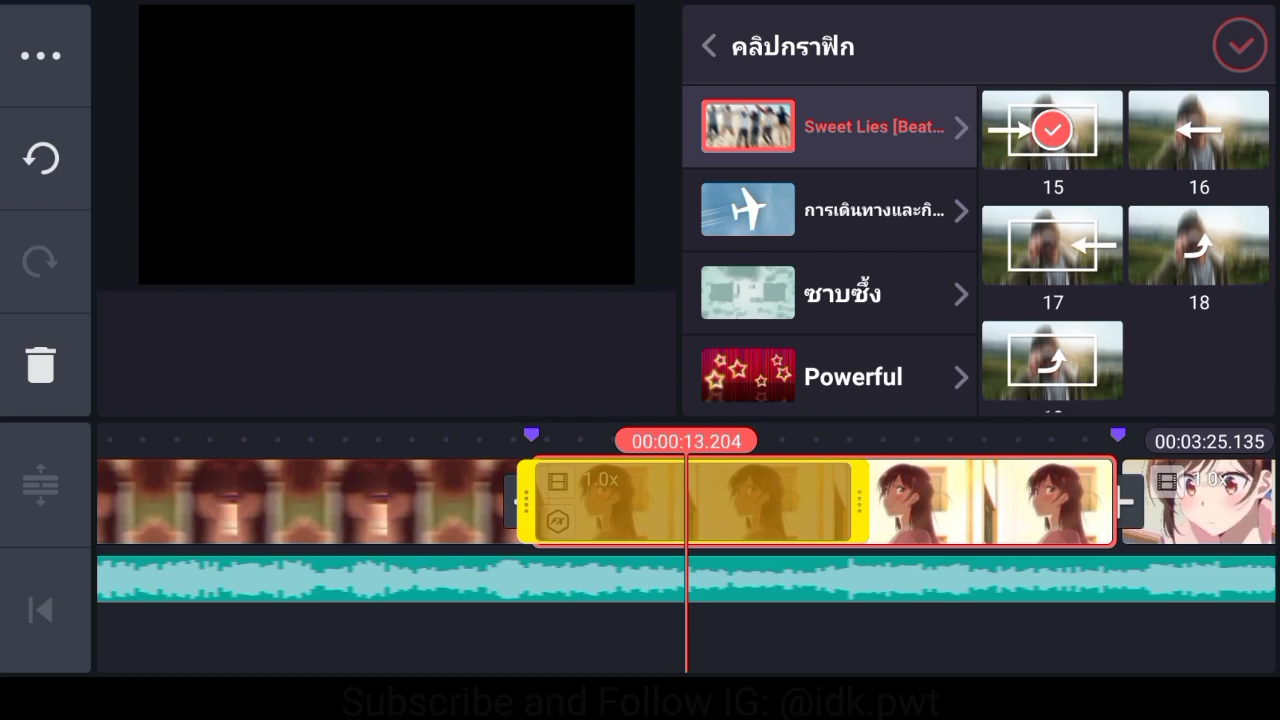 คลิปกราฟิก
Sweet Lies [Beat...
การเดินทางและกิ...
ซาบซึ้ง
Powerful
15
16
17
18
00:00:13.204
00:03:25.135
1.0x
FX
1.0x
Subscribe and Follow IG: @idk.pwt